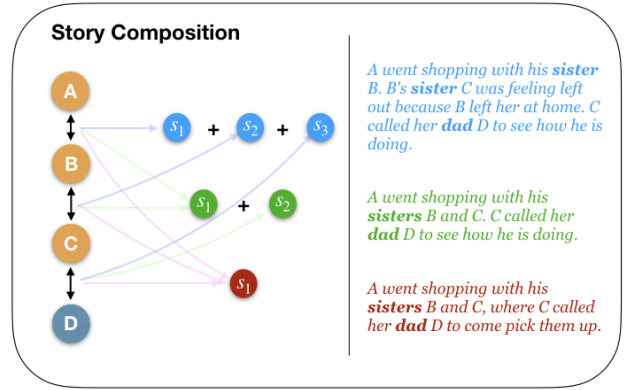 Story Composition
A
B
C
D
s1 + s2 + s3
s1 + s2
s1
A went shopping with his sister
B. B's sister C was feeling left
out because B left her at home. C
called her dad D to see how he is
doing.
A went shopping with his
sisters B and C. C called her
dad D to see how he is doing.
A went shopping with his
sisters B and C, where C called
her dad D to come pick them up.